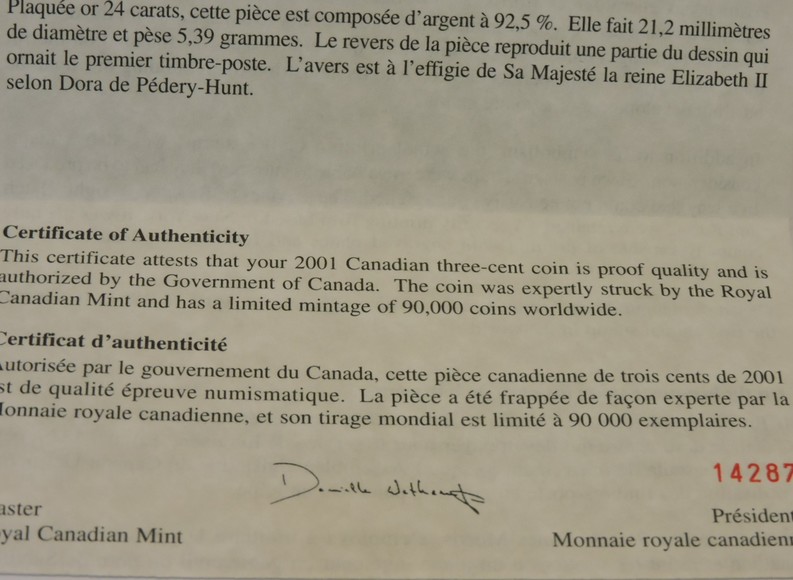 Plaquée or 24 carats, cette pièce est composée d'argent à 92,5 %. Elle fait 21,2 millimètres
de diamètre et pèse 5,39 grammes. Le revers de la pièce reproduit une partie du dessin qui
ornait le premier timbre-poste. L'avers est à l'effigie de Sa Majesté la reine Elizabeth II
selon Dora de Pédery-Hunt.
Certificate of Authenticity
This certificate attests that your 2001 Canadian three-cent coin is proof quality and is
authorized by the Government of Canada. The coin was expertly struck by the Royal
Canadian Mint and has a limited mintage of 90,000 coins worldwide.
Certificat d'authenticité
Autorisée par le gouvernement du Canada, cette pièce canadienne de trois cents de 2001
st de qualité épreuve numismatique. La pièce a été frappée de façon experte par la
Monnaie royale canadienne, et son tirage mondial est limité à 90 000 exemplaires.
14287
aster
Président
yal Canadian Mint
Monnaie royale canadienn